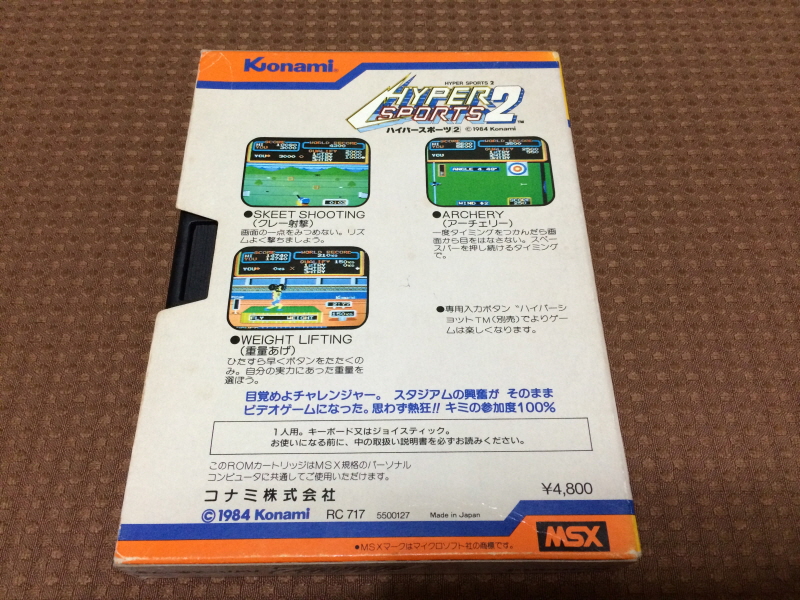 Konami
HYPER SPORTS 2
HYPER
SPORTS 2 TM
ハイパースポーツ2 ©1984 Konami
●SKEET SHOOTING
(クレー射撃)
画面の一点をみつめない。リズ
ムよく撃ちましょう。
●ARCHERY
(アーチェリー)
一度タイミングをつかんだら画
面から目をはなさない。スペー
スバーを押し続けるタイミング
で。
ANGLE
WIND
●WEIGHT LIFTING
(重量あげ)
ひたすら早くボタンをたたくの
み。自分の実力にあった重量を
選ぼう。
FLY WEIGHT
●専用入力ボタン“ハイパーシ
ョットTM(別売)でよりゲー
ムは楽しくなります。
目覚めよチャレンジャー。 スタジアムの興奮が そのまま
ビデオゲームになった。思わず熱狂!! キミの参加度100%
1人用。キーボード又はジョイスティック。
お使いになる前に、中の取扱い説明書を必ずお読みください。
このROMカートリッジはMSX規格のパーソナル
コンピュータに共通してご使用いただけます。
コナミ株式会社
¥4,800
©1984 Konami RC 717 5500127 Made in Japan
MSX
●MSXマークはマイクロソフト社の商標です。